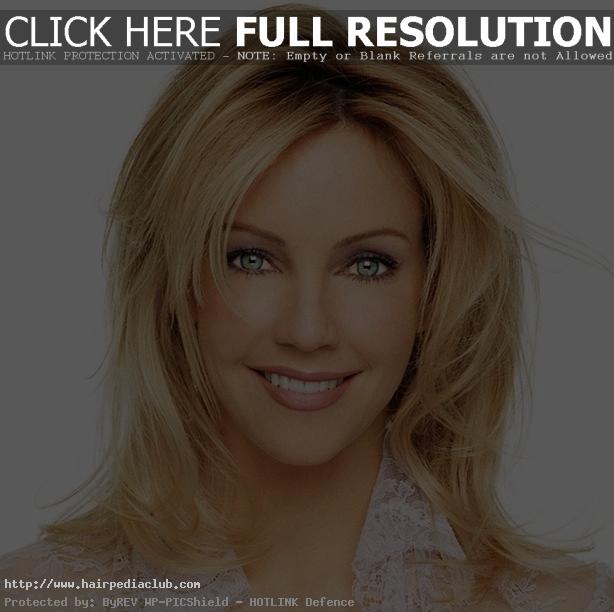 CLICK HERE FULL RESOLUTION
HOTLINK PROTECTION ACTIVATED - NOTE: Empty or Blank Referrals are not Allowed
http://www.hairpediaclub.com
Protected by: ByREV WP-PICShield - HOTLINK Defence